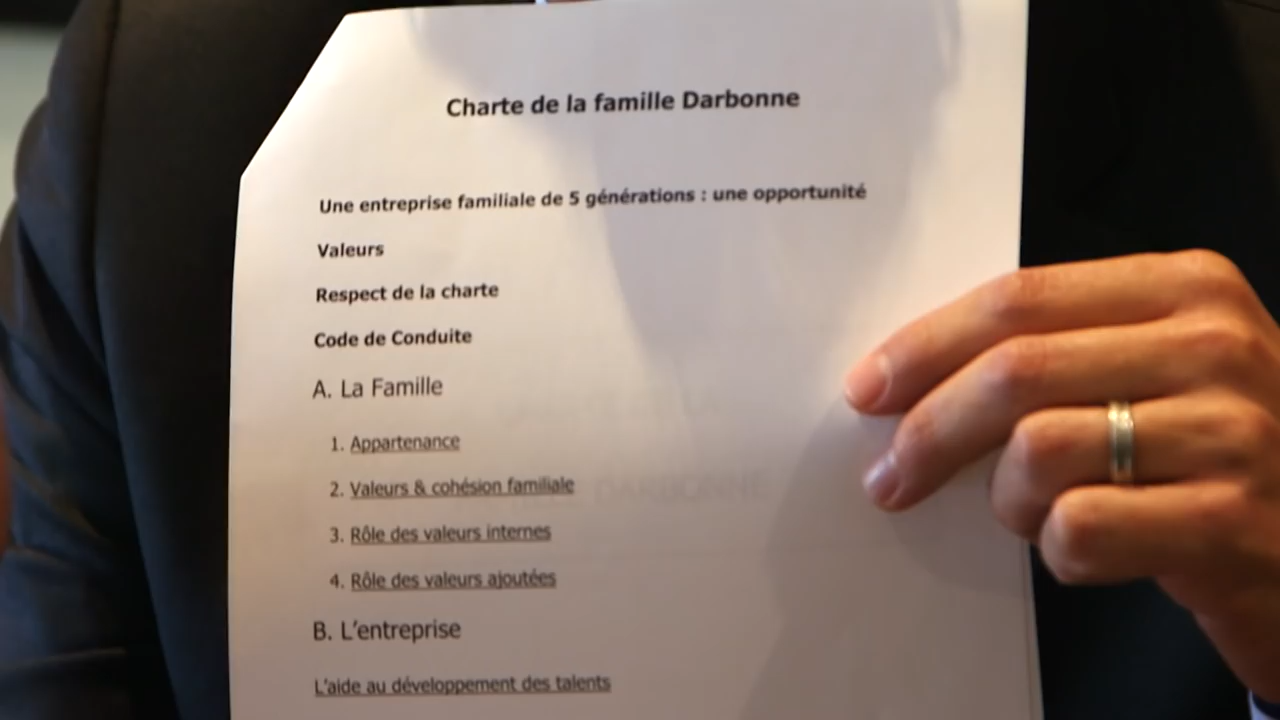 Charte de la famille Darbonne
Une entreprise familiale de 5 générations : une opportunité
Valeurs
Respect de la charte
Code de Conduite
A. La Famille
1. Appartenance
2. Valeurs & cohésion familiale
3. Rôle des valeurs internes
4. Rôle des valeurs ajoutées
B. L'entreprise
L'aide au développement des talents
DARBONNE